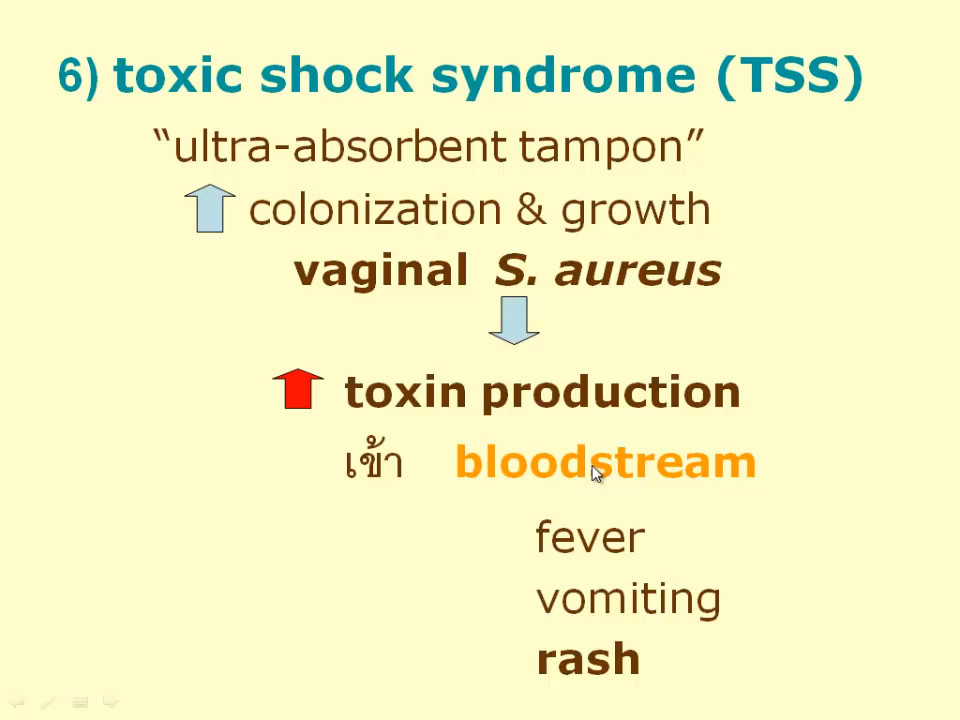 6) toxic shock syndrome (TSS)
“ultra-absorbent tampon”
colonization & growth
vaginal S. aureus
toxin production
เข้า bloodstream
fever
vomiting
rash